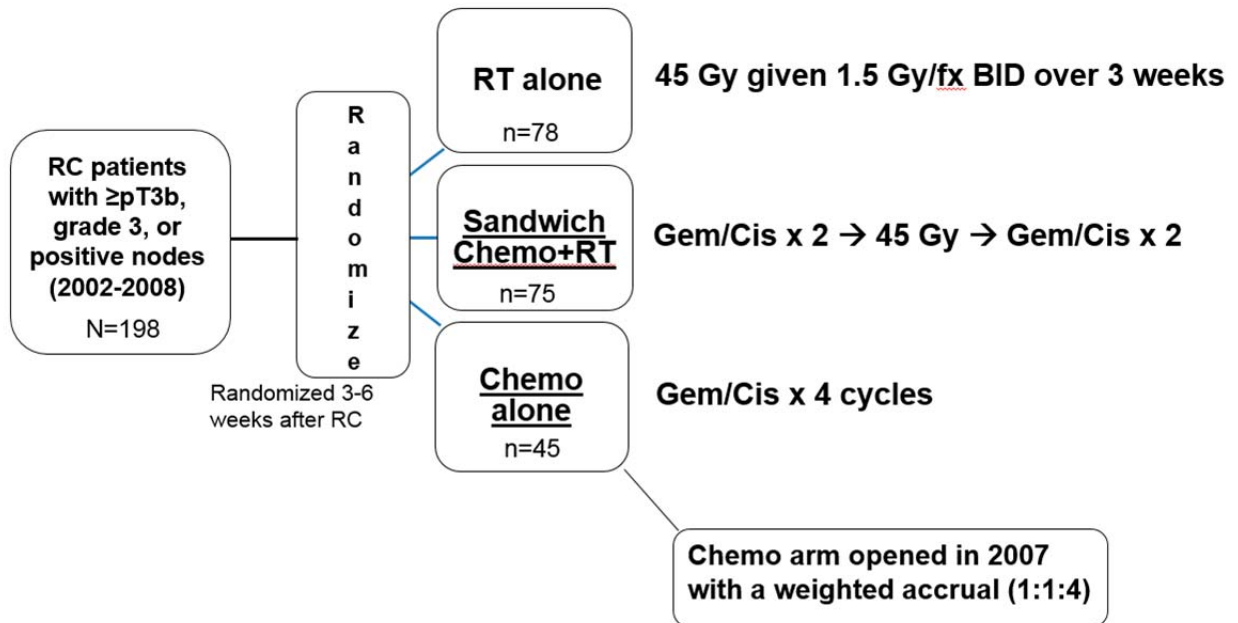 RC patients
with ≥pT3b,
grade 3, or
positive nodes
(2002-2008)
N=198
R
a
n
d
o
m
i
z
e
Randomized 3-6
weeks after RC
RT alone
n=78
45 Gy given 1.5 Gy/fx BID over 3 weeks
Sandwich
Chemo+RT
n=75
Gem/Cis x 2 → 45 Gy → Gem/Cis x 2
Chemo
alone
n=45
Gem/Cis x 4 cycles
Chemo arm opened in 2007
with a weighted accrual (1:1:4)